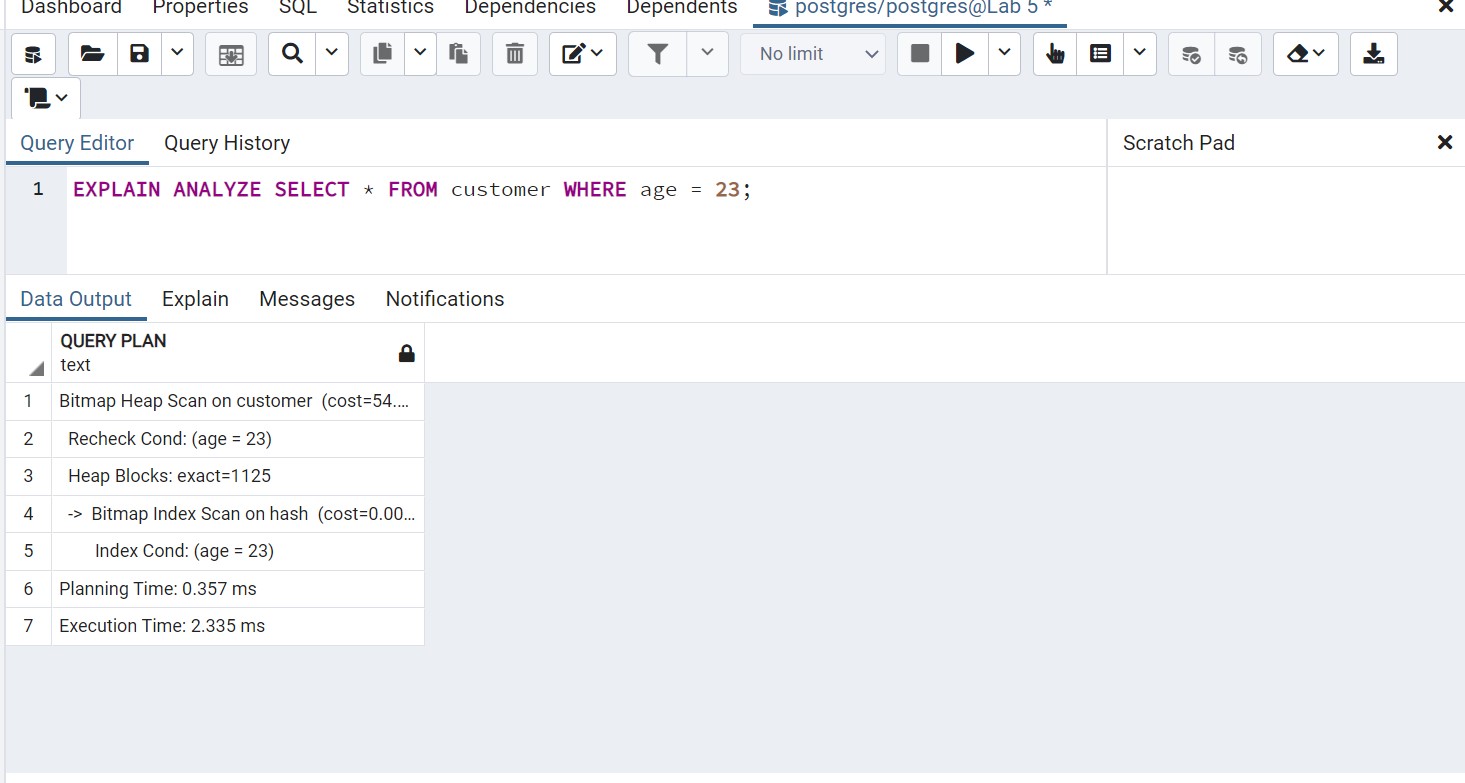 Dashboard Properties SQL Statistics Dependencies Dependents postgres/postgres@Lab 5 *
No limit
Query Editor Query History Scratch Pad
1 EXPLAIN ANALYZE SELECT * FROM customer WHERE age = 23;
Data Output Explain Messages Notifications
QUERY PLAN
text
1 Bitmap Heap Scan on customer (cost=54....
2 Recheck Cond: (age = 23)
3 Heap Blocks: exact=1125
4 -> Bitmap Index Scan on hash (cost=0.00...
5 Index Cond: (age = 23)
6 Planning Time: 0.357 ms
7 Execution Time: 2.335 ms